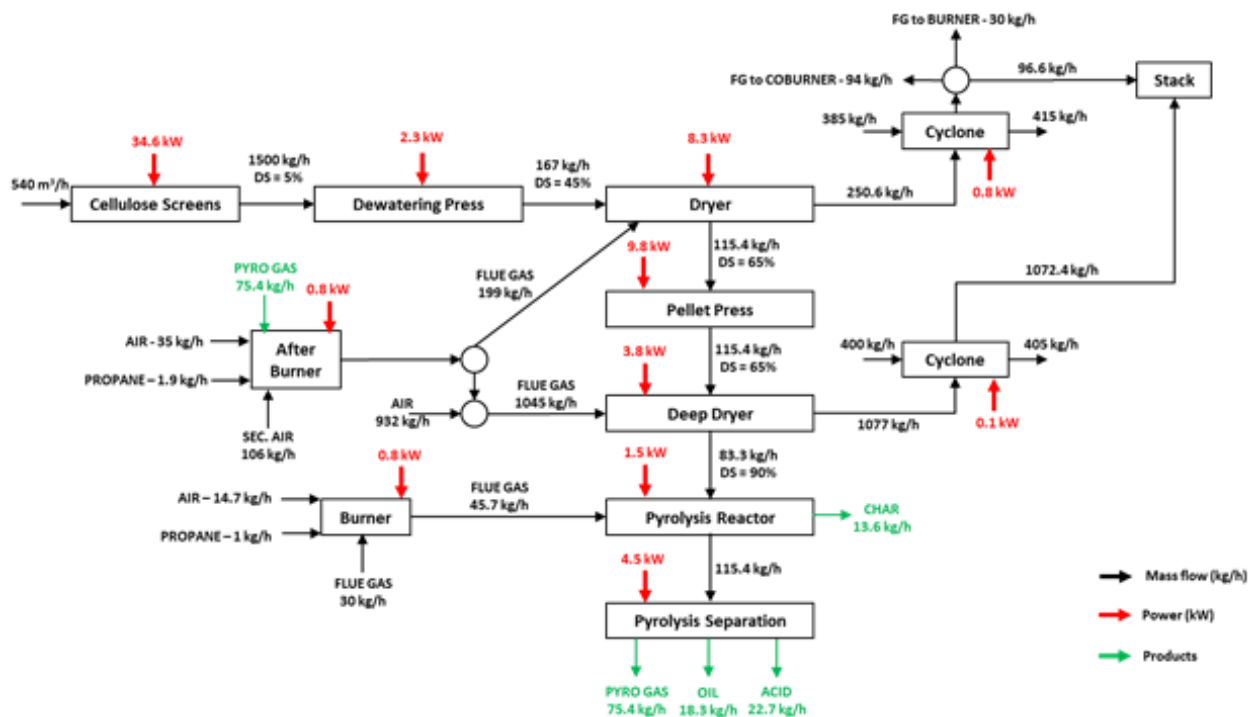 FG to BURNER - 30 kg/h
96.6 kg/h
FG to COBURNER - 94 kg/h
Stack
385 kg/h
415 kg/h
Cyclone
34.6 kW
2.3 kW
8.3 kW
1500 kg/h
DS = 5%
167 kg/h
DS = 45%
540 m³/h
Cellulose Screens
Dewatering Press
Dryer
250.6 kg/h
0.8 kW
9.8 kW
115.4 kg/h
DS = 65%
PYRO GAS
75.4 kg/h
0.8 kW
FLUE GAS
199 kg/h
1072.4 kg/h
Pellet Press
AIR - 35 kg/h
After
Burner
3.8 kW
115.4 kg/h
DS = 65%
400 kg/h
405 kg/h
Cyclone
PROPANE – 1.9 kg/h
AIR
932 kg/h
FLUE GAS
1045 kg/h
Deep Dryer
1077 kg/h
0.1 kW
SEC. AIR
106 kg/h
0.8 kW
1.5 kW
83.3 kg/h
DS = 90%
AIR – 14.7 kg/h
FLUE GAS
45.7 kg/h
Burner
Pyrolysis Reactor
CHAR
13.6 kg/h
PROPANE – 1 kg/h
4.5 kW
115.4 kg/h
FLUE GAS
30 kg/h
Mass flow (kg/h)
Pyrolysis Separation
Power (kW)
Products
PYRO GAS
75.4 kg/h
OIL
18.3 kg/h
ACID
22.7 kg/h